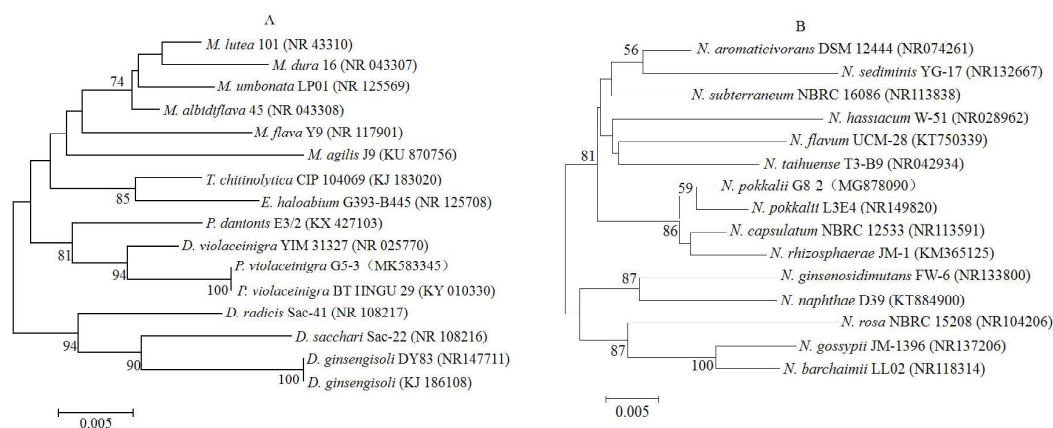 A
M. lutea 101 (NR 43310)
M. dura 16 (NR 043307)
74
M. umbonata LP01 (NR 125569)
M. albidtflava 45 (NR 043308)
M. flava Y9 (NR 117901)
M. agilis J9 (KU 870756)
T. chitinolytica CIP 104069 (KJ 183020)
85
E. haloabium G393-B445 (NR 125708)
P. dantonts E3/2 (KX 427103)
81
D. violaceinigra YIM 31327 (NR 025770)
94
P. violaceinigra G5-3（MK583345）
100
P. violaceinigra BT IINGU 29 (KY 010330)
D. radicis Sac-41 (NR 108217)
94
D. sacchari Sac-22 (NR 108216)
90
D. ginsengisoli DY83 (NR147711)
100
D. ginsengisoli (KJ 186108)
0.005
B
56
N. aromaticivorans DSM 12444 (NR074261)
N. sediminis YG-17 (NR132667)
N. subterraneum NBRC 16086 (NR113838)
N. hassiacum W-51 (NR028962)
N. flavum UCM-28 (KT750339)
81
N. taihuense T3-B9 (NR042934)
59
N. pokkalii G8 2（MG878090）
N. pokkaltt L3E4 (NR149820)
86
N. capsulatum NBRC 12533 (NR113591)
N. rhizosphaerae JM-1 (KM365125)
87
N. ginsenosidimutans FW-6 (NR133800)
N. naphthae D39 (KT884900)
N. rosa NBRC 15208 (NR104206)
87
N. gossypii JM-1396 (NR137206)
100
N. barchaimii LL02 (NR118314)
0.005